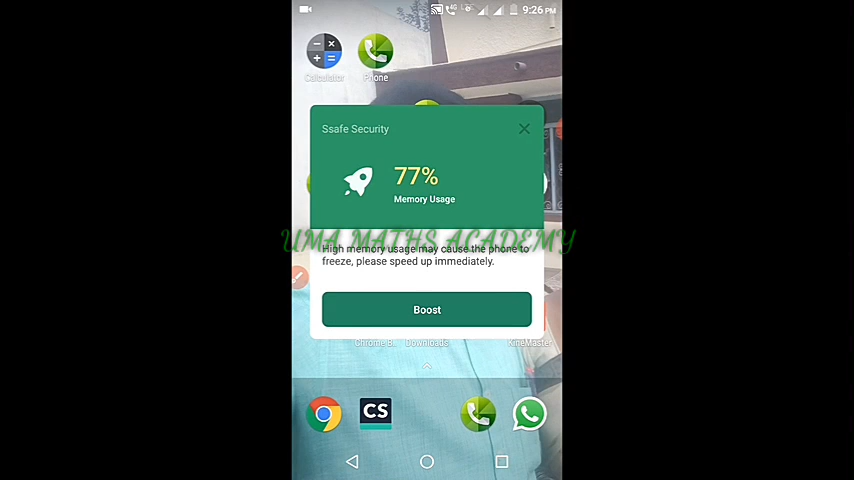 4G
9:26 PM
Calculator
Phone
Ssafe Security
77%
Memory Usage
UMA MATHS ACADEMY
High memory usage may cause the phone to
freeze, please speed up immediately.
Boost
Chrome B..
Downloads
KineMaster
CS